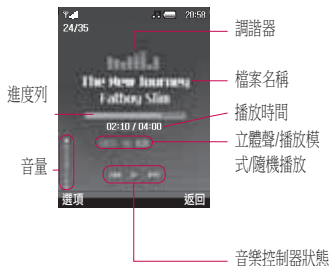 20:58
24/35
調諧器
The New Journey
檔案名稱
Fatboy Slim
進度列
播放時間
02:10 / 04:00
立體聲/播放模
式/隨機播放
音量
選項
返回
音樂控制器狀態